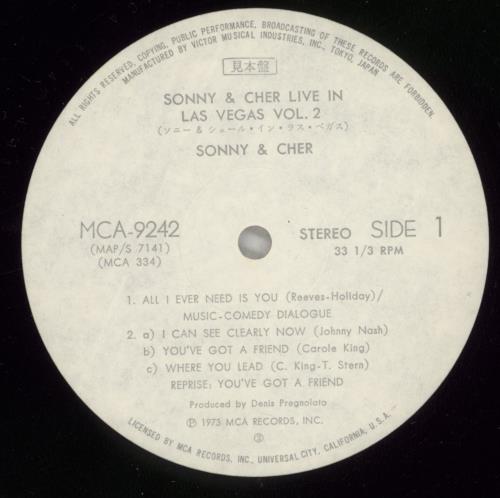 ALL RIGHTS RESERVED, COPYING, PUBLIC PERFORMANCE, BROADCASTING OF THESE RECORDS ARE FORBIDDEN.
MANUFACTURED BY VICTOR MUSICAL INDUSTRIES, INC., TOKYO, JAPAN
見本盤
SONNY & CHER LIVE IN
LAS VEGAS VOL. 2
(ソニー & シェール・イン・ラス・ベガス)
SONNY & CHER
MCA-9242
(MAP/S 7141)
(MCA 334)
STEREO SIDE 1
33 1/3 RPM
1. ALL I EVER NEED IS YOU (Reeves-Holiday)/
MUSIC-COMEDY DIALOGUE
2. a) I CAN SEE CLEARLY NOW (Johnny Nash)
b) YOU'VE GOT A FRIEND (Carole King)
c) WHERE YOU LEAD (C. King-T. Stern)
REPRISE: YOU'VE GOT A FRIEND
Produced by Denis Pregnolato
Ⓟ 1973 MCA RECORDS, INC.
LICENSED BY MCA RECORDS, INC., UNIVERSAL CITY, CALIFORNIA, U.S.A.